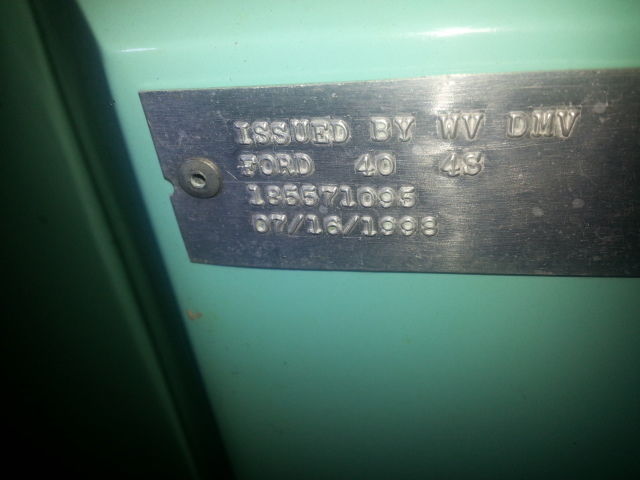 ISSUED BY WV DMV
FORD 40 4S
185571095
07/16/1998